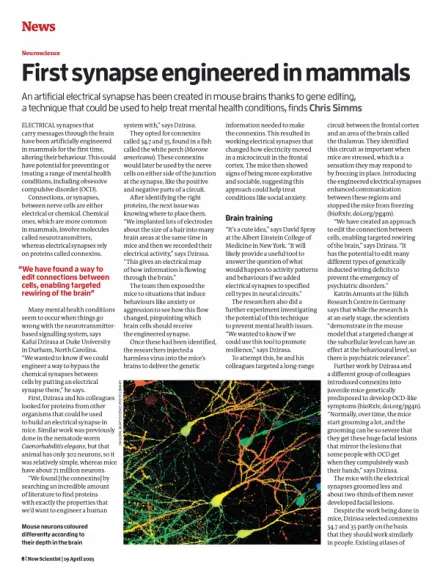 News
Neuroscience
First synapse engineered in mammals
An artificial electrical synapse has been created in mouse brains thanks to gene editing,
a technique that could be used to help treat mental health conditions, finds Chris Simms
ELECTRICAL synapses that
carry messages through the brain
have been artificially engineered
in mammals for the first time,
altering their behaviour. This could
have potential for preventing or
treating a range of mental health
conditions, including obsessive
compulsive disorder (OCD).
Connections, or synapses,
between nerve cells are either
electrical or chemical. Chemical
ones, which are more common
in mammals, involve molecules
called neurotransmitters,
whereas electrical synapses rely
on proteins called connexins.
"We have found a way to
edit connections between
cells, enabling targeted
rewiring of the brain"
Many mental health conditions
seem to occur when things go
wrong with the neurotransmitter-
based signalling system, says
Kafui Dzirasa at Duke University
in Durham, North Carolina.
"We wanted to know if we could
engineer a way to bypass the
chemical synapses between
cells by putting an electrical
synapse there," he says.
First, Dzirasa and his colleagues
looked for proteins from other
organisms that could be used
to build an electrical synapse in
mice. Similar work was previously
done in the nematode worm
Caenorhabditis elegans, but that
animal has only 302 neurons, so it
was relatively simple, whereas mice
have about 71 million neurons.
"We found [the connexins] by
searching an incredible amount
of literature to find proteins
with exactly the properties that
we'd want to engineer a human
Mouse neurons coloured
differently according to
their depth in the brain
system with," says Dzirasa.
They opted for connexins
called 34.7 and 35, found in a fish
called the white perch (Morone
americana). These connexins
would later be used by the nerve
cells on either side of the junction
at the synapse, like the positive
and negative parts of a circuit.
After identifying the right
proteins, the next issue was
knowing where to place them.
"We implanted lots of electrodes
about the size of a hair into many
brain areas at the same time in
mice and then we recorded their
electrical activity," says Dzirasa.
"This gives an electrical map
of how information is flowing
through the brain."
The team then exposed the
mice to situations that induce
behaviours like anxiety or
aggression to see how this flow
changed, pinpointing which
brain cells should receive
the engineered synapse.
Once these had been identified,
the researchers injected a
harmless virus into the mice's
brains to deliver the genetic
information needed to make
the connexins. This resulted in
working electrical synapses that
changed how electricity moved
in a microcircuit in the frontal
cortex. The mice then showed
signs of being more explorative
and sociable, suggesting this
approach could help treat
conditions like social anxiety.
Brain training
"It's a cute idea," says David Spray
at the Albert Einstein College of
Medicine in New York. "It will
likely provide a useful tool to
answer the question of what
would happen to activity patterns
and behaviours if we added
electrical synapses to specified
cell types in neural circuits."
The researchers also did a
further experiment investigating
the potential of this technique
to prevent mental health issues.
"We wanted to know if we
could use this tool to promote
resilience," says Dzirasa.
To attempt this, he and his
colleagues targeted a long-range
circuit between the frontal cortex
and an area of the brain called
the thalamus. They identified
this circuit as important when
mice are stressed, which is a
sensation they may respond to
by freezing in place. Introducing
the engineered electrical synapses
enhanced communication
between these regions and
stopped the mice from freezing
"We have created an approach
to edit the connection between
cells, enabling targeted rewiring
of the brain," says Dzirasa. "It
has the potential to edit many
different types of genetically
inducted wiring deficits to
prevent the emergency of
psychiatric disorders."
Katrin Amunts at the Jülich
Research Centre in Germany
says that while the research is
at an early stage, the scientists
"demonstrate in the mouse
model that a targeted change at
the subcellular level can have an
effect at the behavioural level, so
there is psychiatric relevance".
Further work by Dzirasa and
a different group of colleagues
introduced connexins into
juvenile mice genetically
predisposed to develop OCD-like
"Normally, over time, the mice
start grooming a lot, and the
grooming can be so severe that
they get these huge facial lesions
that mirror the lesions that
some people with OCD get
when they compulsively wash
their hands," says Dzirasa.
The mice with the electrical
synapses groomed less and
about two-thirds of them never
developed facial lesions.
Despite the work being done in
mice, Dzirasa selected connexins
34.7 and 35 partly on the basis
that they should work similarly
in people. Existing atlases of
8 | New Scientist | 19 April 2025